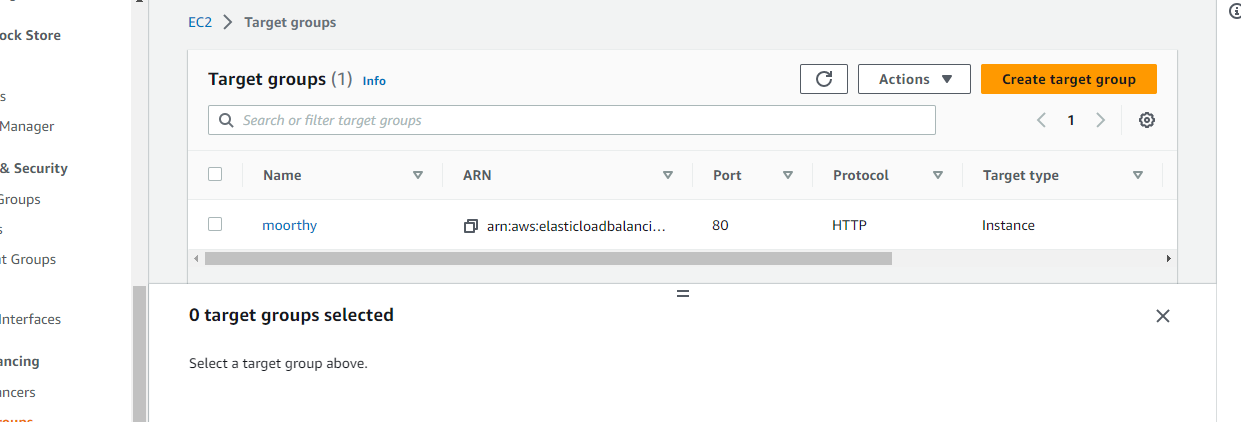 ock Store
s
Manager
& Security
Groups
s
t Groups
Interfaces
ancing
ancers
EC2 > Target groups
Target groups (1) Info
Actions
Create target group
Search or filter target groups
1
Name ARN Port Protocol Target type
moorthy arn:aws:elasticloadbalanci... 80 HTTP Instance
0 target groups selected
Select a target group above.